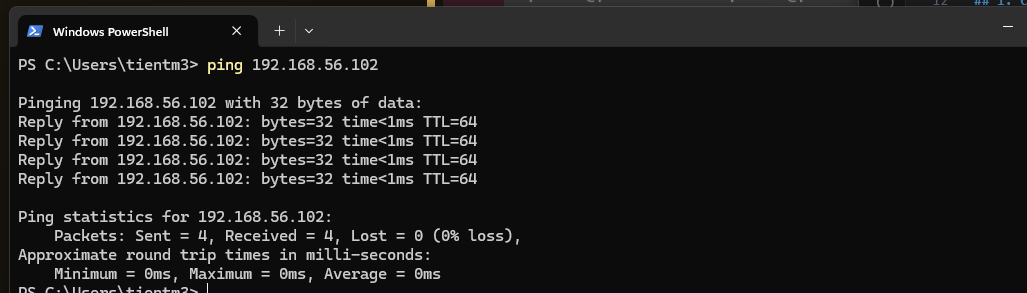 12 ## 1. C
Windows PowerShell
PS C:\Users\tientm3> ping 192.168.56.102
Pinging 192.168.56.102 with 32 bytes of data:
Reply from 192.168.56.102: bytes=32 time<1ms TTL=64
Reply from 192.168.56.102: bytes=32 time<1ms TTL=64
Reply from 192.168.56.102: bytes=32 time<1ms TTL=64
Reply from 192.168.56.102: bytes=32 time<1ms TTL=64
Ping statistics for 192.168.56.102:
    Packets: Sent = 4, Received = 4, Lost = 0 (0% loss),
Approximate round trip times in milli-seconds:
    Minimum = 0ms, Maximum = 0ms, Average = 0ms
PS C:\Users\tientm3>